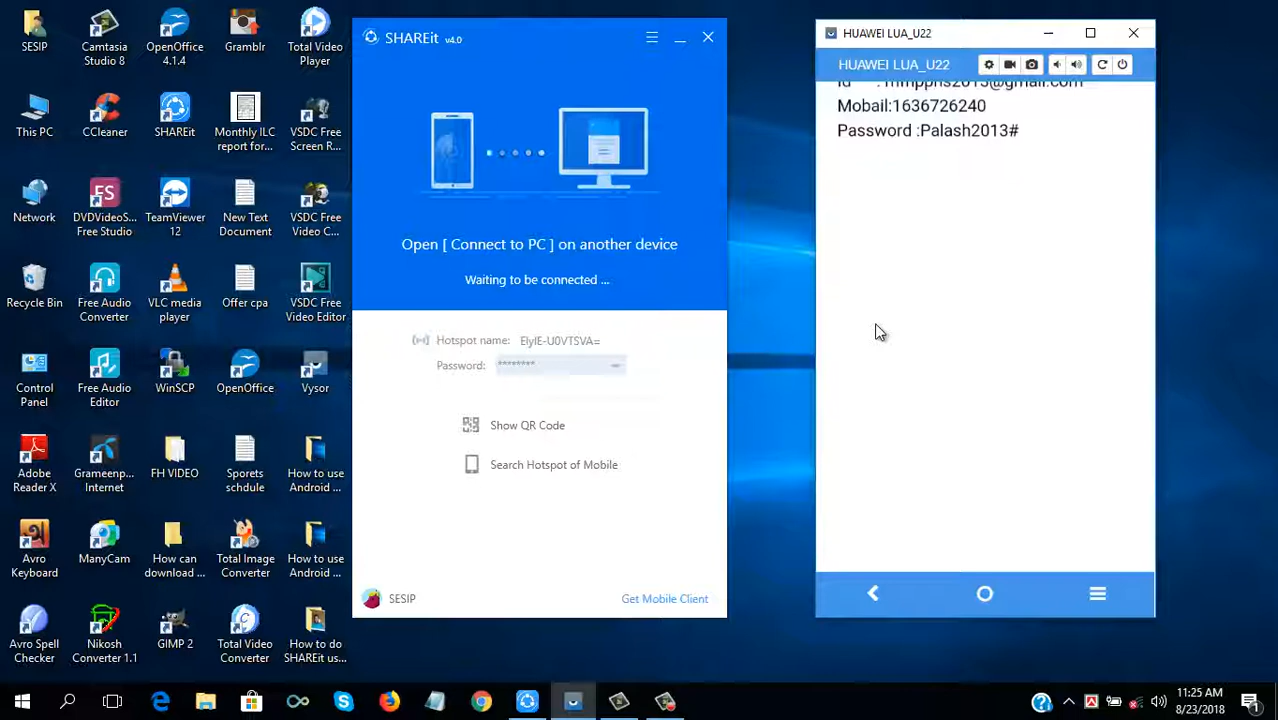 SESIP
Camtasia
Studio 8
OpenOffice
4.1.4
Gramblr
Total Video
Player
This PC
CCleaner
SHAREit
Monthly ILC
report for...
VSDC Free
Screen R...
Network
DVDVideoS...
Free Studio
TeamViewer
12
New Text
Document
VSDC Free
Video C...
Recycle Bin
Free Audio
Converter
VLC media
player
Offer cpa
VSDC Free
Video Editor
Control
Panel
Free Audio
Editor
WinSCP
OpenOffice
Vysor
Adobe
Reader X
Grameenp...
Internet
FH VIDEO
Sporets
schdule
How to use
Android ...
Avro
Keyboard
ManyCam
How can
download ...
Total Image
Converter
How to use
Android ...
Avro Spell
Checker
Nikosh
Converter 1.1
GIMP 2
Total Video
Converter
How to do
SHAREit us...
SHAREit v4.0
Open [ Connect to PC ] on another device
Waiting to be connected ...
Hotspot name: ElyIE-U0VTSVA=
Password: ********
Show QR Code
Search Hotspot of Mobile
SESIP
Get Mobile Client
HUAWEI LUA_U22
HUAWEI LUA_U22
Mobail:1636726240
Password :Palash2013#
11:25 AM
8/23/2018